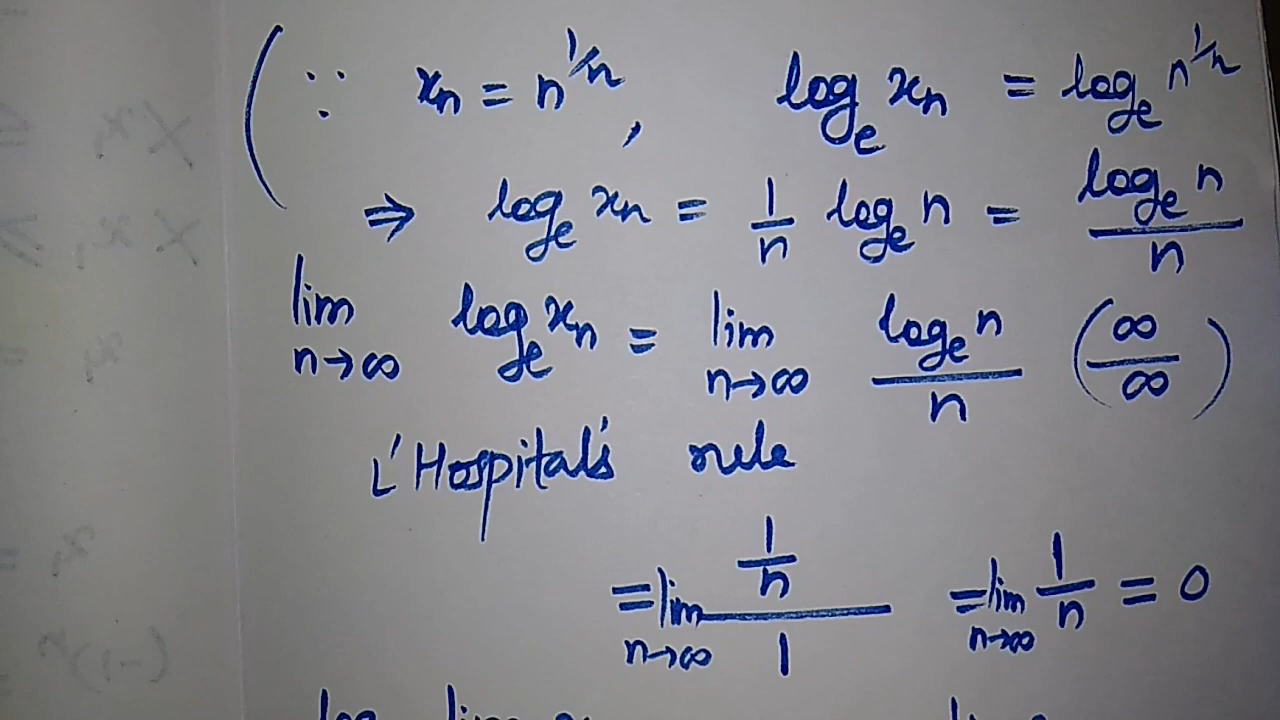 (∵ xₙ = n^{1/n}, logₑ xₙ = logₑ n^{1/n}
⇒ logₑ xₙ = 1/n logₑ n = logₑ n / n
lim n→∞ logₑ xₙ = lim n→∞ logₑ n / n (∞/∞)
L'Hospital's rule
= lim n→∞ (1/n) / 1 = lim n→∞ 1/n = 0